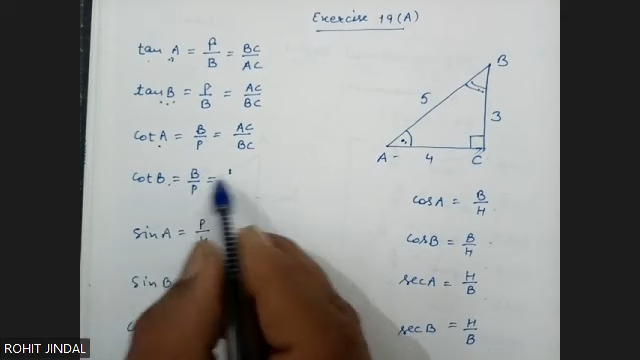 Exercise 19(A)
tan A = P/B = BC/AC
tan B = P/B = AC/BC
cot A = B/P = AC/BC
cot B = B/P =
sin A = P/
sin B
B
5
3
A
4
C
cos A = B/H
cos B = B/H
sec A = H/B
sec B = H/B
ROHIT JINDAL